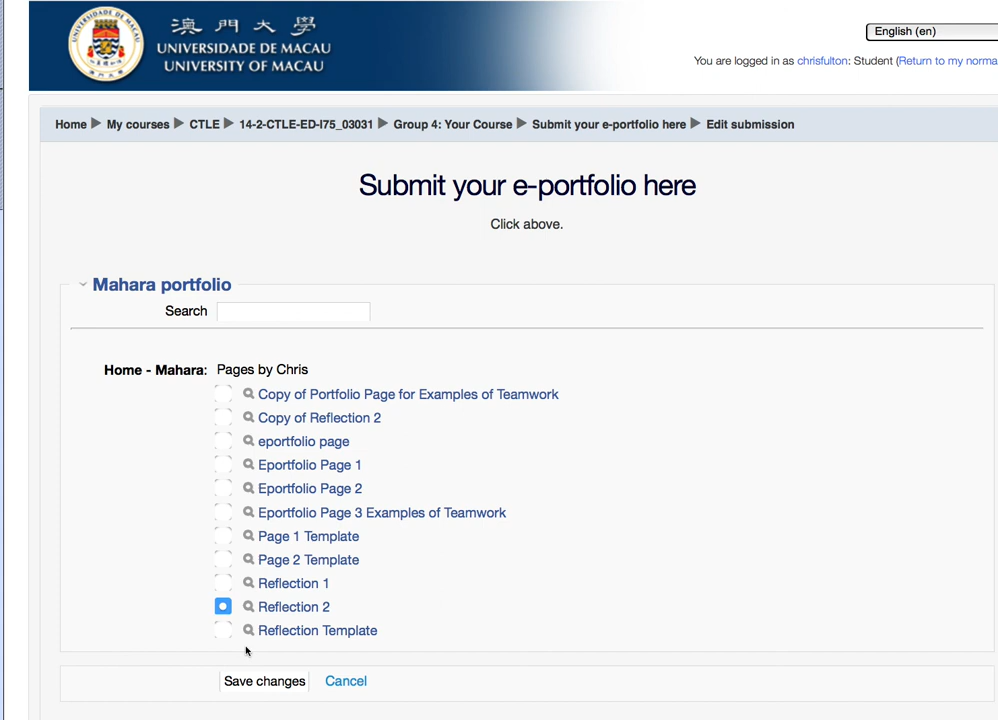 澳門大學
UNIVERSIDADE DE MACAU
UNIVERSITY OF MACAU
English (en)
You are logged in as chrisfulton: Student (Return to my norma
Home ▶ My courses ▶ CTLE ▶ 14-2-CTLE-ED-I75_03031 ▶ Group 4: Your Course ▶ Submit your e-portfolio here ▶ Edit submission
Submit your e-portfolio here
Click above.
Mahara portfolio
Search
Home - Mahara: Pages by Chris
Copy of Portfolio Page for Examples of Teamwork
Copy of Reflection 2
eportfolio page
Eportfolio Page 1
Eportfolio Page 2
Eportfolio Page 3 Examples of Teamwork
Page 1 Template
Page 2 Template
Reflection 1
Reflection 2
Reflection Template
Save changes Cancel